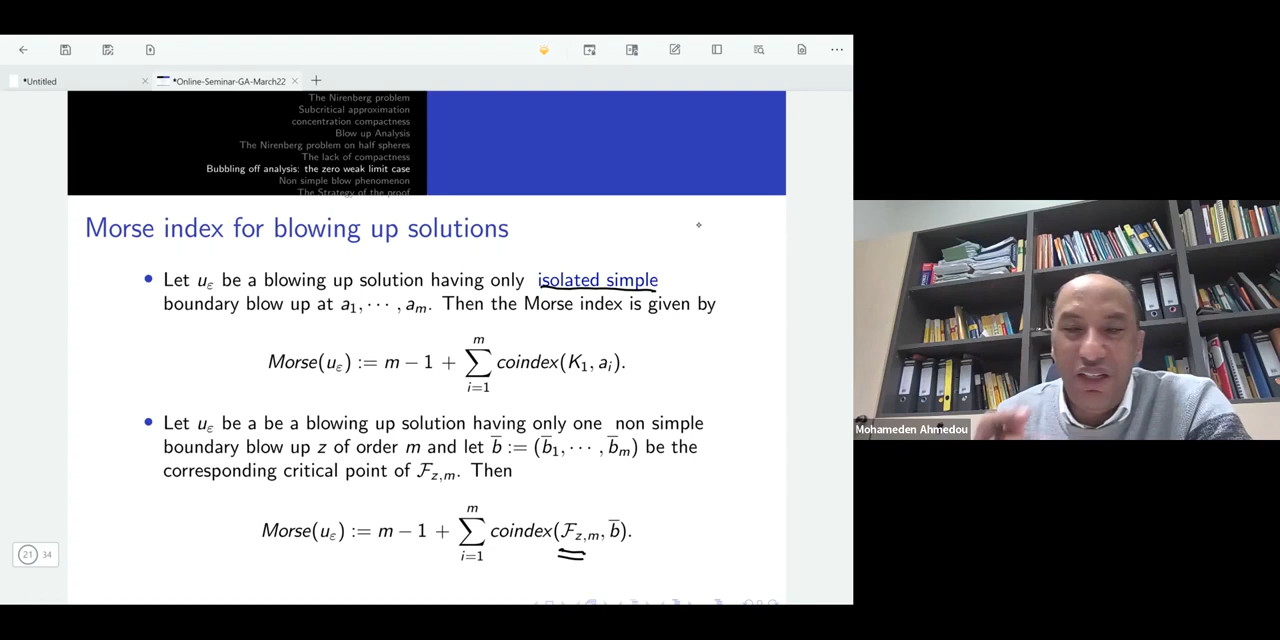 *Untitled
*Online-Seminar-GA-March22
The Nirenberg problem
Subcritical approximation
concentration compactness
Blow up Analysis
The Nirenberg problem on half spheres
The lack of compactness
Bubbling off analysis: the zero weak limit case
Non simple blow phenomenon
The Strategy of the proof
Morse index for blowing up solutions
• Let u_ε be a blowing up solution having only isolated simple
boundary blow up at a_1, ⋯ , a_m. Then the Morse index is given by
Morse(u_ε) := m − 1 + ∑_{i=1}^{m} coindex(K_1, a_i).
• Let u_ε be a be a blowing up solution having only one non simple
boundary blow up z of order m and let b̅ := (b̅_1, ⋯ , b̅_m) be the
corresponding critical point of ℱ_{z,m}. Then
Morse(u_ε) := m − 1 + ∑_{i=1}^{m} coindex(ℱ_{z,m}, b̅).
21 34
Mohameden Ahmedou